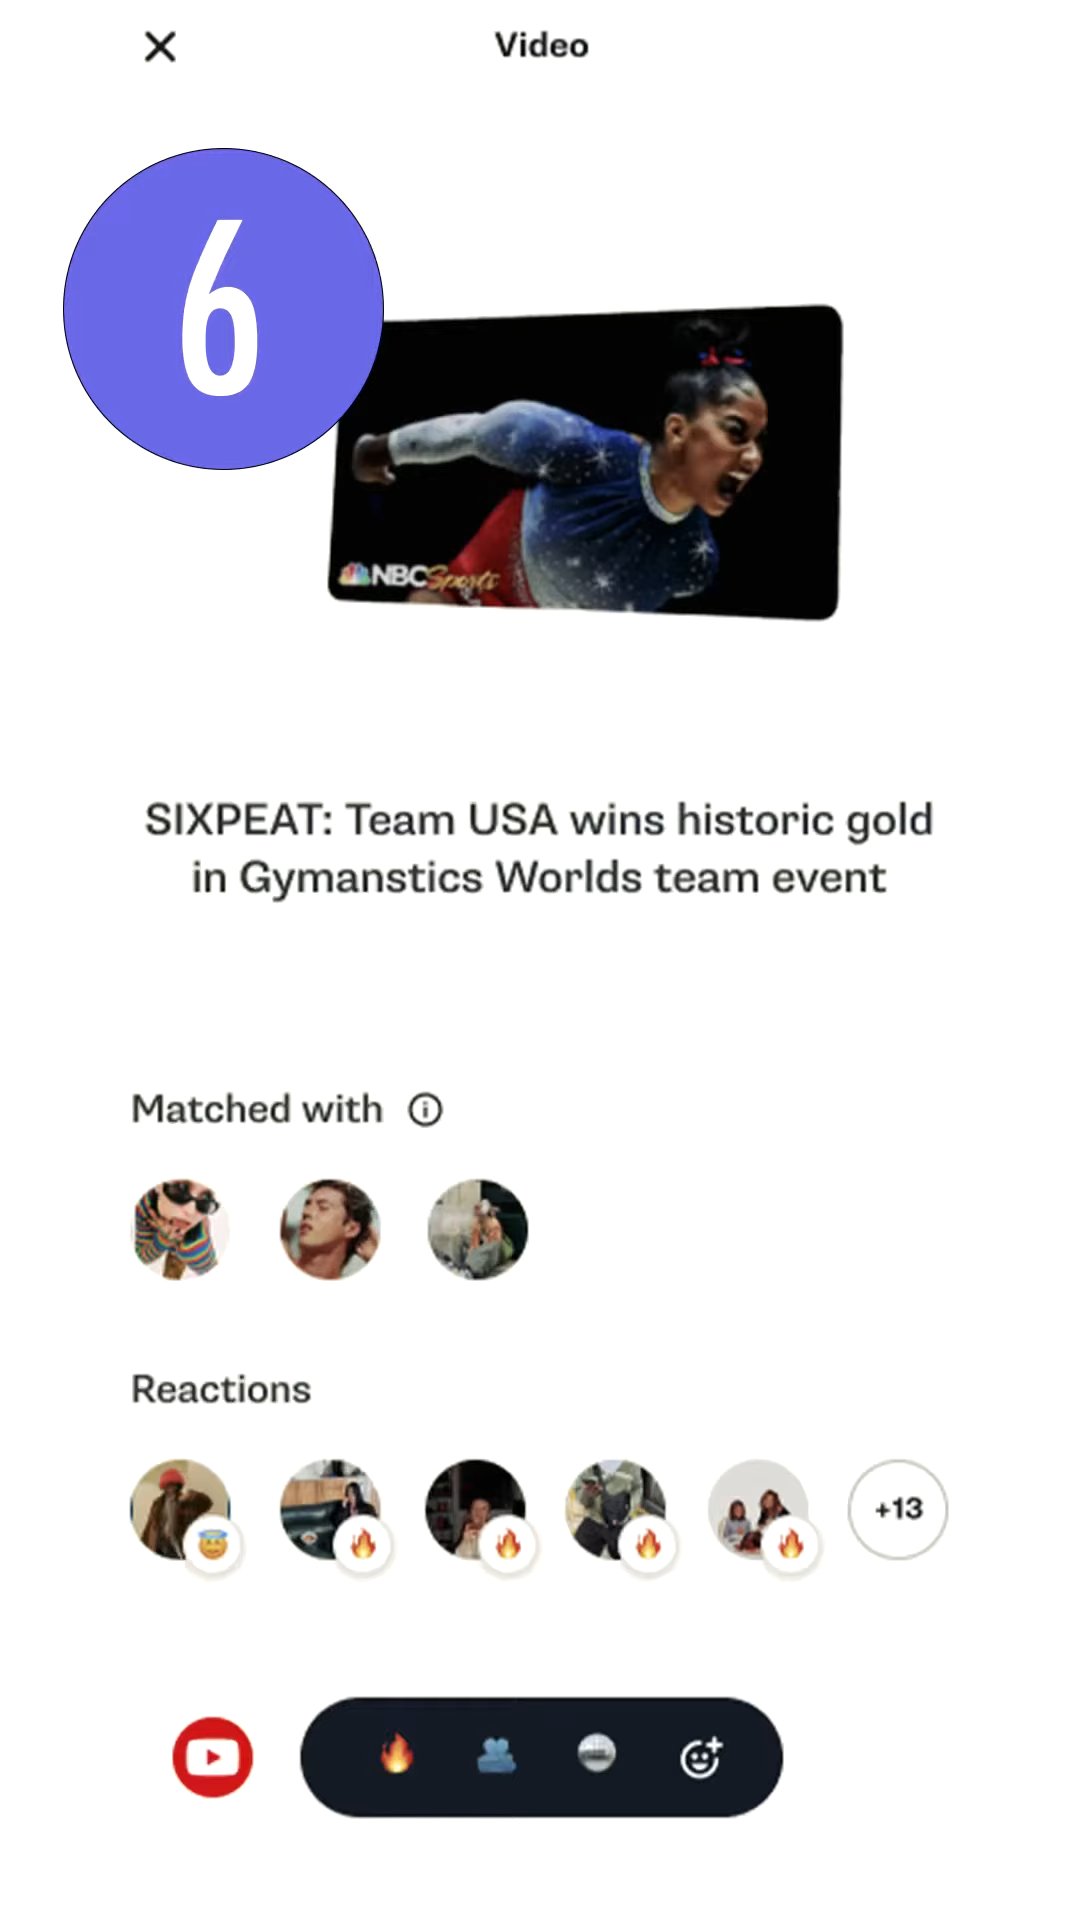 Video
6
NBC Sports
SIXPEAT: Team USA wins historic gold
in Gymanstics Worlds team event
Matched with
Reactions
+13